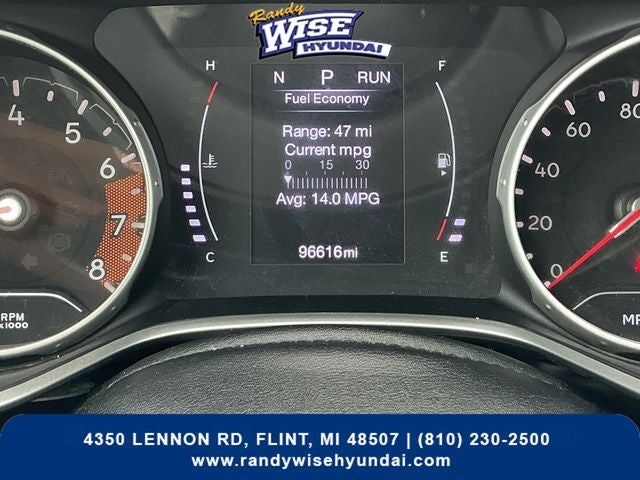 Randy
WISE
HYUNDAI
H
N P RUN
F
Fuel Economy
Range: 47 mi
Current mpg
0 15 30
Avg: 14.0 MPG
C
96616 mi
E
4
5
6
7
8
RPM
x1000
80
60
40
20
0
4350 LENNON RD, FLINT, MI 48507 | (810) 230-2500
www.randywisehyundai.com